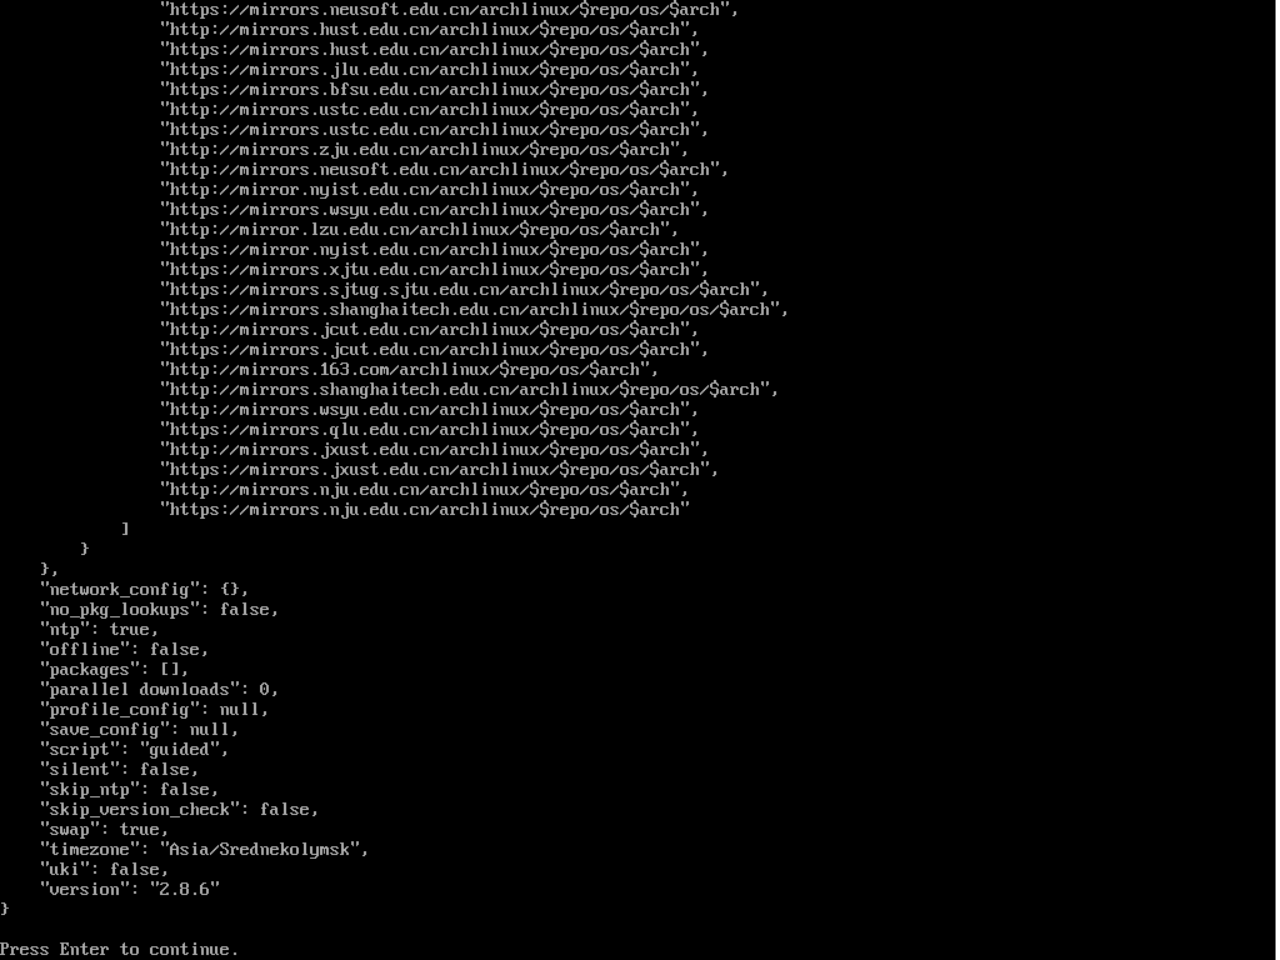 "https://mirrors.neusoft.edu.cn/archlinux/$repo/os/$arch",
"http://mirrors.hust.edu.cn/archlinux/$repo/os/$arch",
"https://mirrors.hust.edu.cn/archlinux/$repo/os/$arch",
"https://mirrors.jlu.edu.cn/archlinux/$repo/os/$arch",
"https://mirrors.bfsu.edu.cn/archlinux/$repo/os/$arch",
"http://mirrors.ustc.edu.cn/archlinux/$repo/os/$arch",
"https://mirrors.ustc.edu.cn/archlinux/$repo/os/$arch",
"http://mirrors.zju.edu.cn/archlinux/$repo/os/$arch",
"http://mirrors.neusoft.edu.cn/archlinux/$repo/os/$arch",
"http://mirror.nyist.edu.cn/archlinux/$repo/os/$arch",
"https://mirrors.wsyu.edu.cn/archlinux/$repo/os/$arch",
"http://mirror.lzu.edu.cn/archlinux/$repo/os/$arch",
"https://mirror.nyist.edu.cn/archlinux/$repo/os/$arch",
"https://mirrors.xjtu.edu.cn/archlinux/$repo/os/$arch",
"https://mirrors.sjtug.sjtu.edu.cn/archlinux/$repo/os/$arch",
"https://mirrors.shanghaitech.edu.cn/archlinux/$repo/os/$arch",
"http://mirrors.jcut.edu.cn/archlinux/$repo/os/$arch",
"https://mirrors.jcut.edu.cn/archlinux/$repo/os/$arch",
"http://mirrors.163.com/archlinux/$repo/os/$arch",
"http://mirrors.shanghaitech.edu.cn/archlinux/$repo/os/$arch",
"http://mirrors.wsyu.edu.cn/archlinux/$repo/os/$arch",
"https://mirrors.qlu.edu.cn/archlinux/$repo/os/$arch",
"http://mirrors.jxust.edu.cn/archlinux/$repo/os/$arch",
"https://mirrors.jxust.edu.cn/archlinux/$repo/os/$arch",
"http://mirrors.nju.edu.cn/archlinux/$repo/os/$arch",
"https://mirrors.nju.edu.cn/archlinux/$repo/os/$arch"
]
}
},
"network_config": {},
"no_pkg_lookups": false,
"ntp": true,
"offline": false,
"packages": [],
"parallel downloads": 0,
"profile_config": null,
"save_config": null,
"script": "guided",
"silent": false,
"skip_ntp": false,
"skip_version_check": false,
"swap": true,
"timezone": "Asia/Srednekolymsk",
"uki": false,
"version": "2.8.6"
}
Press Enter to continue.